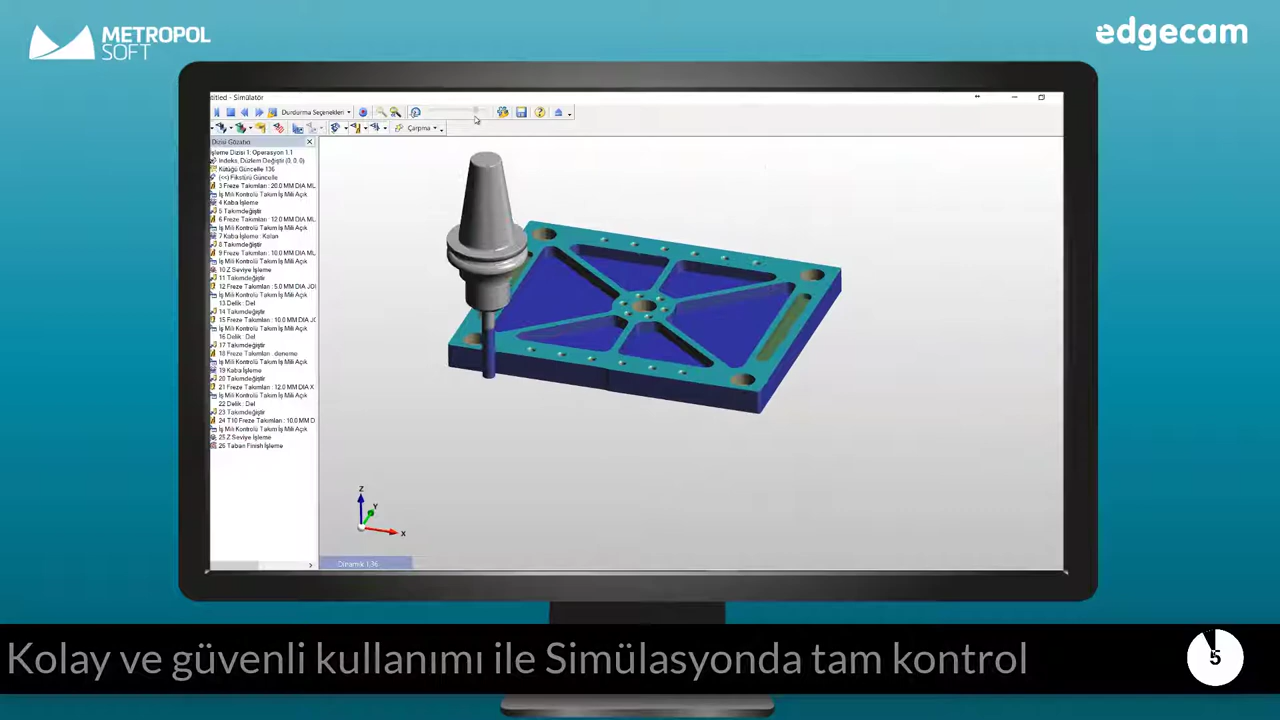 METROPOL
SOFT
edgecam
titled - Simülatör
Durdurma Seçenekleri
Çarpma
Dizisi Gözatıcı
İşleme Dizisi 1: Operasyon 1.1
Indeks. Düzlem Değiştir (0, 0, 0)
Kütüğü Güncelle 136
(<<) Fikstürü Güncelle
3 Freze Takımları : 20.0 MM DIA ML
İş Mili Kontrolü Takım İş Mili Açık
4 Kaba İşleme
5 Takımdeğiştir
6 Freze Takımları : 12.0 MM DIA ML
İş Mili Kontrolü Takım İş Mili Açık
7 Kaba İşleme : Kalan
8 Takımdeğiştir
9 Freze Takımları : 10.0 MM DIA ML
İş Mili Kontrolü Takım İş Mili Açık
10 Z Seviye İşleme
11 Takımdeğiştir
12 Freze Takımları : 5.0 MM DIA JO
İş Mili Kontrolü Takım İş Mili Açık
13 Delik : Del
14 Takımdeğiştir
15 Freze Takımları : 10.0 MM DIA JO
İş Mili Kontrolü Takım İş Mili Açık
16 Delik : Del
17 Takımdeğiştir
18 Freze Takımları : deneme
İş Mili Kontrolü Takım İş Mili Açık
19 Kaba İşleme
20 Takımdeğiştir
21 Freze Takımları : 12.0 MM DIA X
İş Mili Kontrolü Takım İş Mili Açık
22 Delik : Del
23 Takımdeğiştir
24 T10 Freze Takımları : 10.0 MM D
İş Mili Kontrolü Takım İş Mili Açık
25 Z Seviye İşleme
26 Taban Finish İşleme
Z
Y
X
Dinamik 1.36
Kolay ve güvenli kullanımı ile Simülasyonda tam kontrol
5